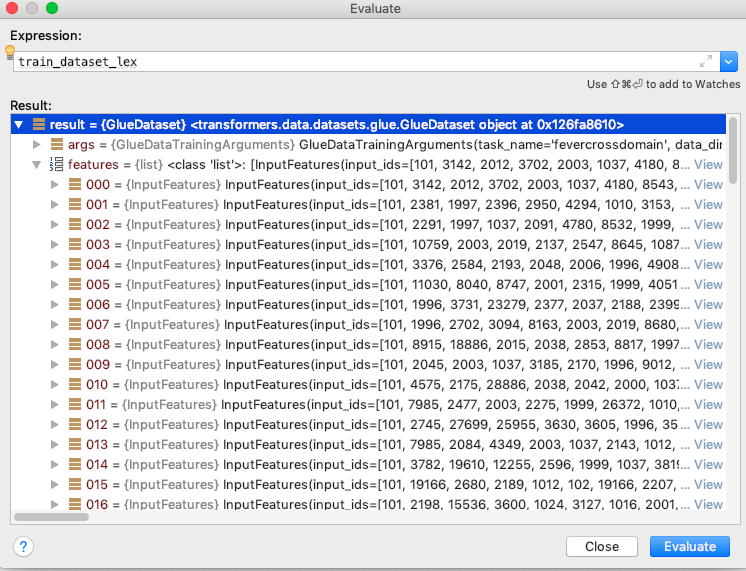 Evaluate
Expression:
train_dataset_lex
Use ⇧⌘⏎ to add to Watches
Result:
result = {GlueDataset} <transformers.data.datasets.glue.GlueDataset object at 0x126fa8610>
args = {GlueDataTrainingArguments} GlueDataTrainingArguments(task_name='fevercrossdomain', data_dir
features = {list} <class 'list'>: [InputFeatures(input_ids=[101, 3142, 2012, 3702, 2003, 1037, 4180, 8... View
000 = {InputFeatures} InputFeatures(input_ids=[101, 3142, 2012, 3702, 2003, 1037, 4180, 8543, ... View
001 = {InputFeatures} InputFeatures(input_ids=[101, 2381, 1997, 2396, 2950, 4294, 1010, 3153, ... View
002 = {InputFeatures} InputFeatures(input_ids=[101, 2291, 1997, 1037, 2091, 4780, 8532, 1999, ... View
003 = {InputFeatures} InputFeatures(input_ids=[101, 10759, 2003, 2019, 2137, 2547, 8645, 1087... View
004 = {InputFeatures} InputFeatures(input_ids=[101, 3376, 2584, 2193, 2048, 2006, 1996, 4908... View
005 = {InputFeatures} InputFeatures(input_ids=[101, 11030, 8040, 8747, 2001, 2315, 1999, 4051... View
006 = {InputFeatures} InputFeatures(input_ids=[101, 1996, 3731, 23279, 2377, 2037, 2188, 2399... View
007 = {InputFeatures} InputFeatures(input_ids=[101, 1996, 2702, 3094, 8163, 2003, 2019, 8680, ... View
008 = {InputFeatures} InputFeatures(input_ids=[101, 8915, 18886, 2015, 2038, 2853, 8817, 1997... View
009 = {InputFeatures} InputFeatures(input_ids=[101, 2045, 2003, 1037, 3185, 2170, 1996, 9012, ... View
010 = {InputFeatures} InputFeatures(input_ids=[101, 4575, 2175, 28886, 2038, 2042, 2000, 1037... View
011 = {InputFeatures} InputFeatures(input_ids=[101, 7985, 2477, 2003, 2275, 1999, 26372, 1010, ... View
012 = {InputFeatures} InputFeatures(input_ids=[101, 2745, 27699, 25955, 3630, 3605, 1996, 35... View
013 = {InputFeatures} InputFeatures(input_ids=[101, 7985, 2084, 4349, 2003, 1037, 2143, 1012, ... View
014 = {InputFeatures} InputFeatures(input_ids=[101, 3782, 19610, 12255, 2596, 1999, 1037, 3819... View
015 = {InputFeatures} InputFeatures(input_ids=[101, 19166, 2680, 2189, 1012, 102, 19166, 2207, ... View
016 = {InputFeatures} InputFeatures(input_ids=[101, 2198, 15536, 3600, 1024, 3127, 1016, 2001, ... View
? Close Evaluate